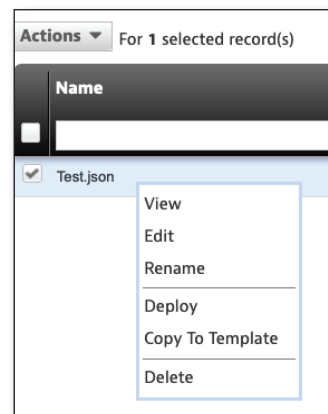 Actions For 1 selected record(s)
Name
Test.json
View
Edit
Rename
Deploy
Copy To Template
Delete